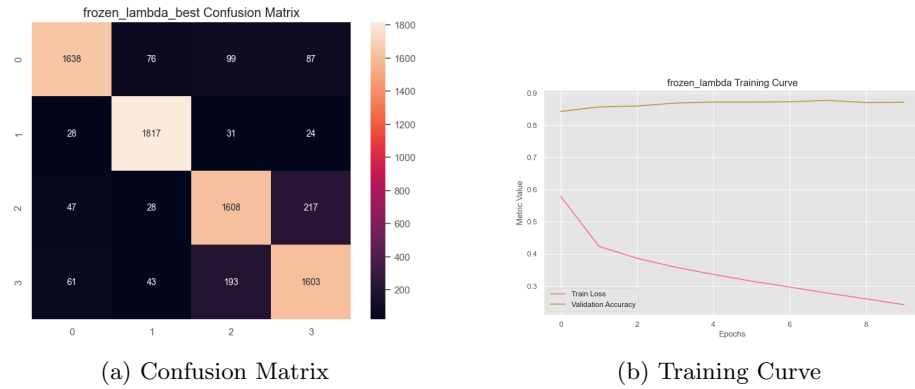 frozen_lambda_best Confusion Matrix
0 1638 76 99 87
1 28 1817 31 24
2 47 28 1608 217
3 61 43 193 1603
0 1 2 3
1800
1600
1400
1200
1000
800
600
400
200
(a) Confusion Matrix
frozen_lambda Training Curve
Metric Value
0.9
0.8
0.7
0.6
0.5
0.4
0.3
Train Loss
Validation Accuracy
0 2 4 6 8
Epochs
(b) Training Curve